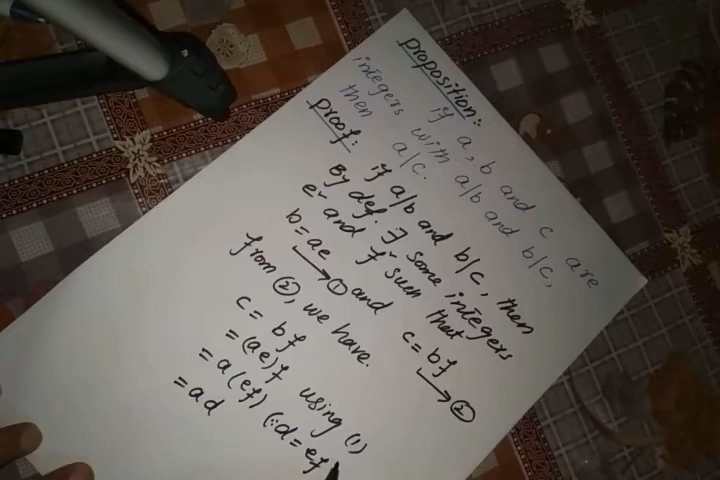 Proposition:
if a, b and c are
integers with a/b and b/c,
then a/c.
Proof: if a/b and b/c, then
By def. ∃ some integers
e and f such that
b = ae → ① and c = bf → ②
from ②, we have.
c = bf
= (ae)f using (1)
= a(ef) (∵ d = ef
= ad